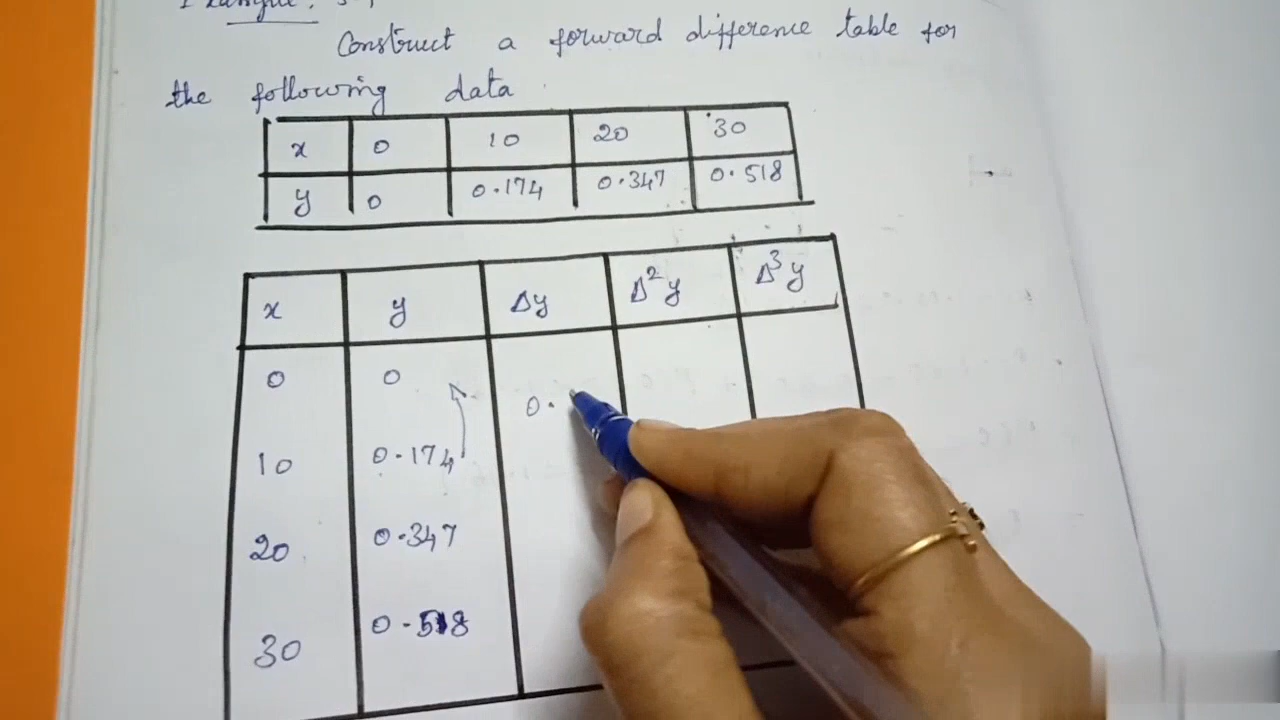 Construct a forward difference table for
the following data
x 0 10 20 30
y 0 0.174 0.347 0.518
x y Δy Δ²y Δ³y
0 0
0.
10 0.174
20 0.347
30 0.518